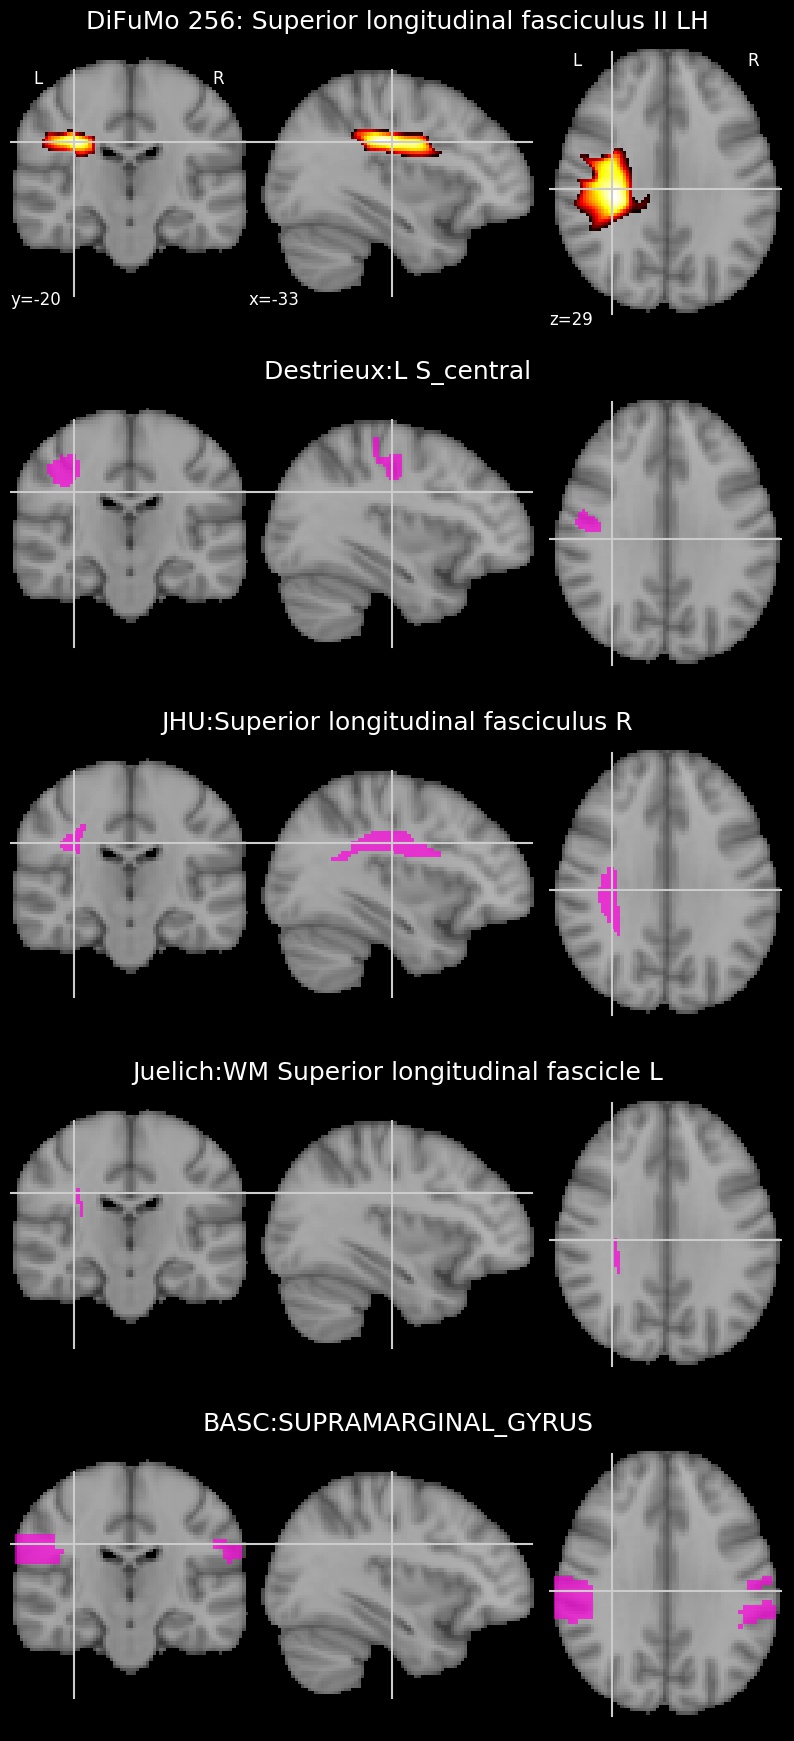 DiFuMo 256: Superior longitudinal fasciculus II LH
L R L R
y=-20 x=-33 z=29
Destrieux:L S_central
JHU:Superior longitudinal fasciculus R
Juelich:WM Superior longitudinal fascicle L
BASC:SUPRAMARGINAL_GYRUS